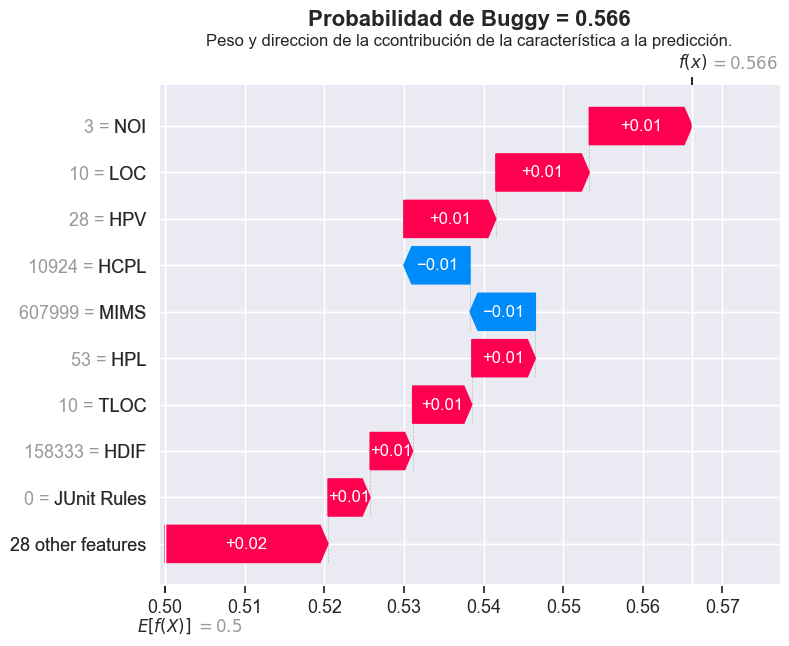 Probabilidad de Buggy = 0.566
Peso y direccion de la ccontribución de la característica a la predicción.
f(x) = 0.566
3 = NOI +0.01
10 = LOC +0.01
28 = HPV +0.01
10924 = HCPL −0.01
607999 = MIMS −0.01
53 = HPL +0.01
10 = TLOC +0.01
158333 = HDIF +0.01
0 = JUnit Rules +0.01
28 other features +0.02
0.50 0.51 0.52 0.53 0.54 0.55 0.56 0.57
E[f(X)] = 0.5